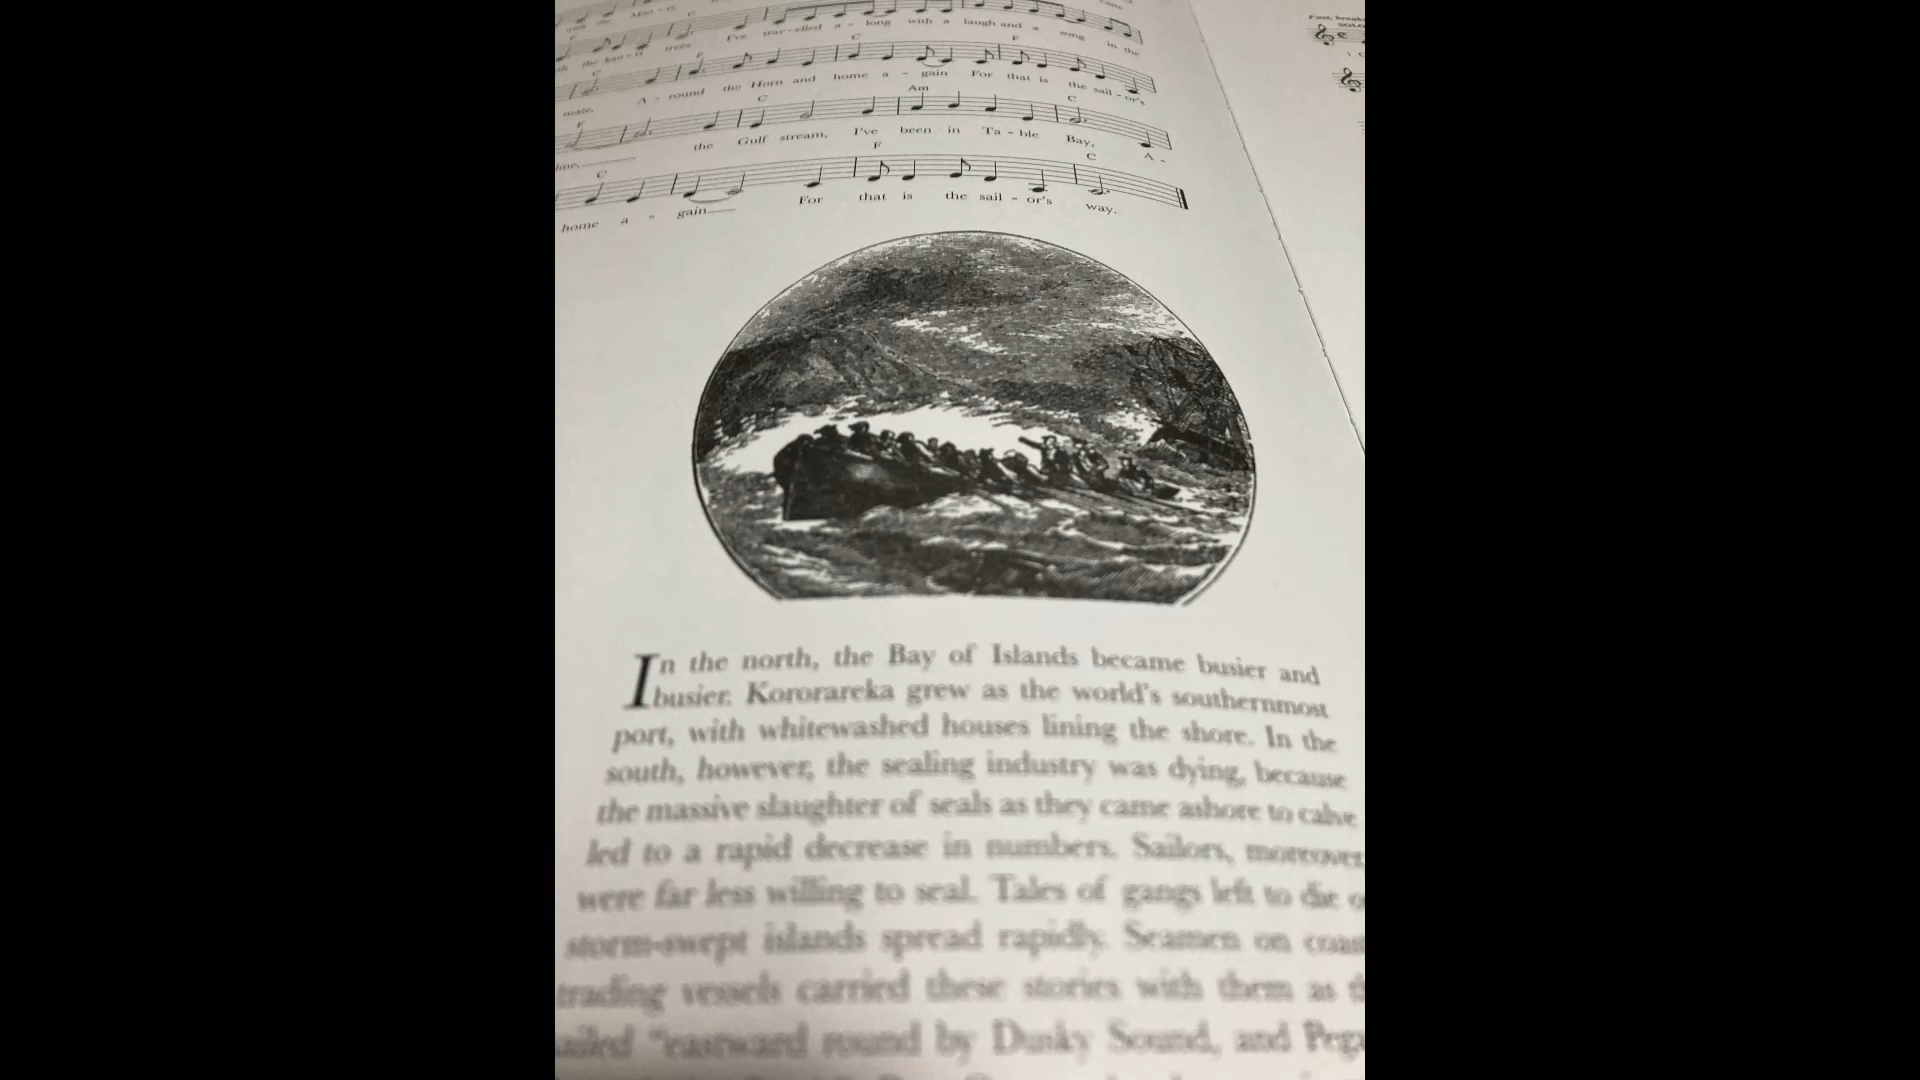 I've trav-elled a - long with a laugh and a song in the
A - round the Horn and home a - gain For that is the sail - or's
C Am C
the Gulf stream, I've been in Ta - ble Bay, A -
C F C
home a - gain For that is the sail - or's way.
In the north, the Bay of Islands became busier and
busier. Kororareka grew as the world's southernmost
port, with whitewashed houses lining the shore. In the
south, however, the sealing industry was dying, because
the massive slaughter of seals as they came ashore to calve
led to a rapid decrease in numbers. Sailors, moreover,
were far less willing to seal. Tales of gangs left to die
storm-swept islands spread rapidly. Seamen on
trading vessels carried these stories with them as
"eastward round by Dusky Sound, and